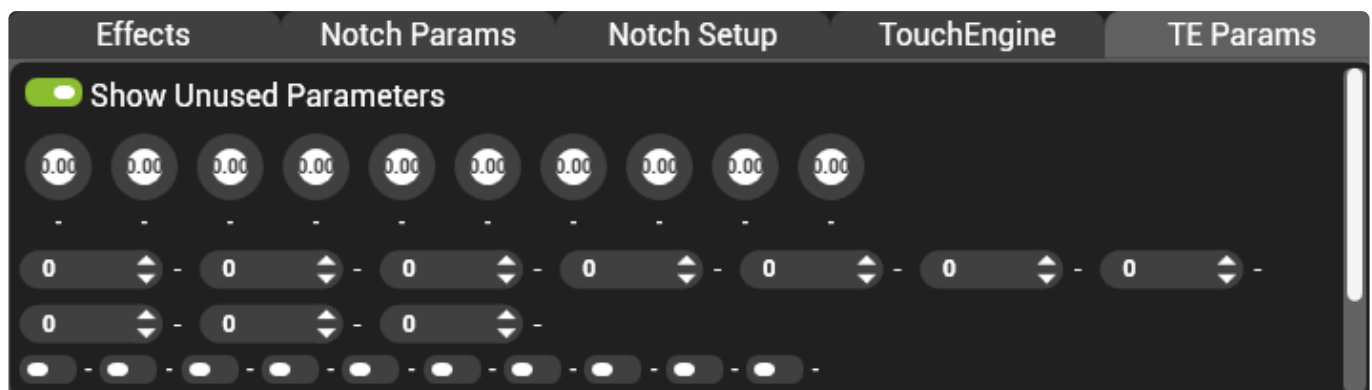 Effects Notch Params Notch Setup TouchEngine TE Params
Show Unused Parameters
0.00 0.00 0.00 0.00 0.00 0.00 0.00 0.00 0.00 0.00
- - - - - - - - - -
0 - 0 - 0 - 0 - 0 - 0 - 0 -
0 - 0 - 0 -
- - - - - - - - - -